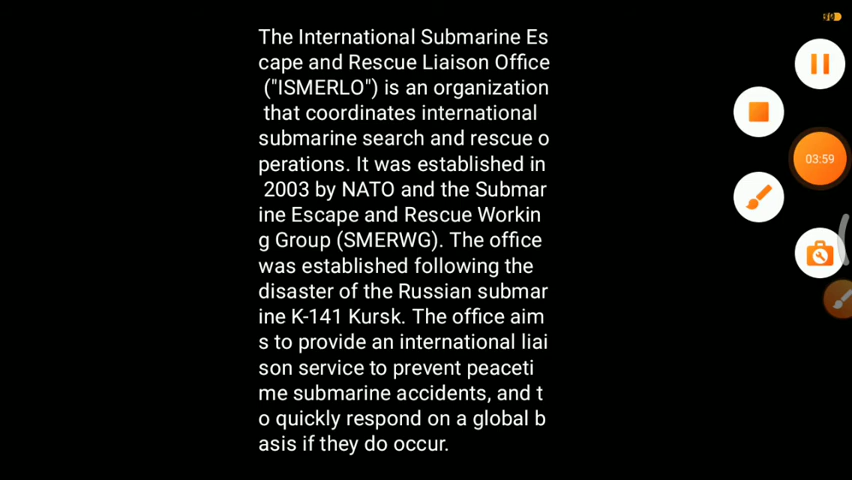 The International Submarine Es
cape and Rescue Liaison Office
("ISMERLO") is an organization
that coordinates international
submarine search and rescue o
perations. It was established in
2003 by NATO and the Submar
ine Escape and Rescue Workin
g Group (SMERWG). The office
was established following the
disaster of the Russian submar
ine K-141 Kursk. The office aim
s to provide an international liai
son service to prevent peaceti
me submarine accidents, and t
o quickly respond on a global b
asis if they do occur.
03:59